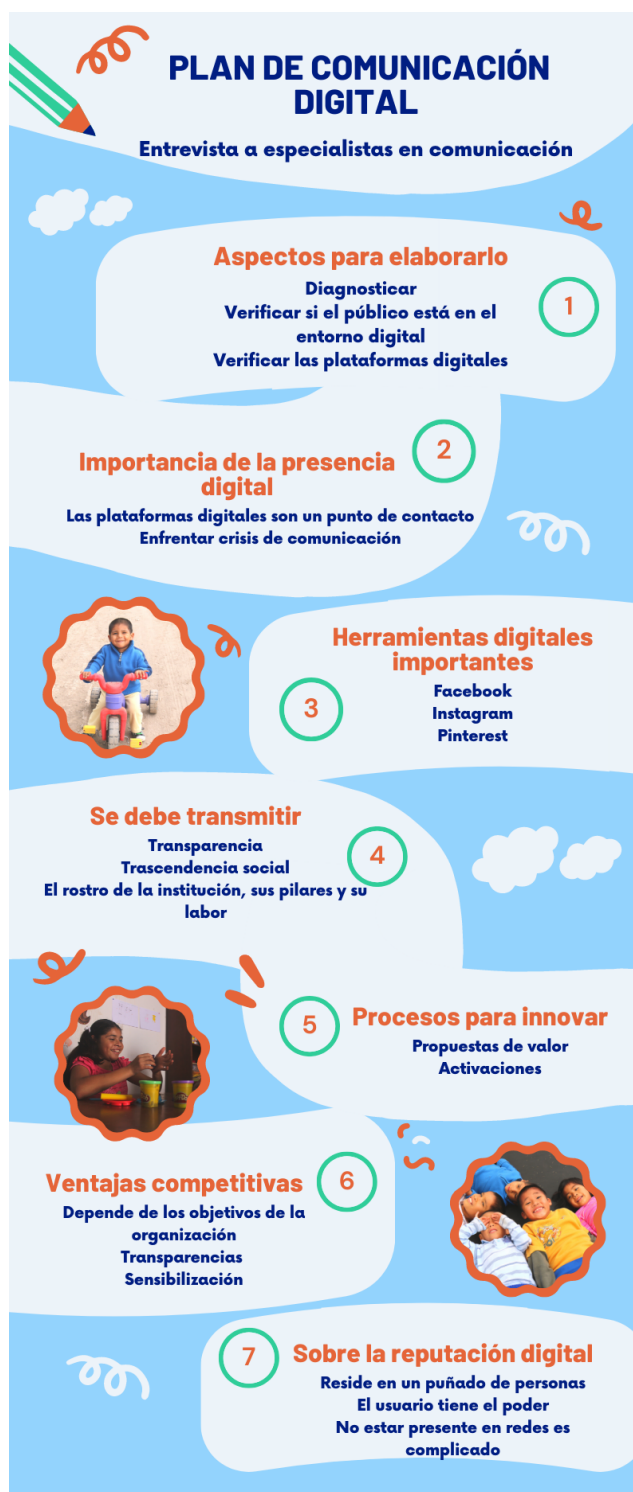 PLAN DE COMUNICACIÓN
DIGITAL
Entrevista a especialistas en comunicación
Aspectos para elaborarlo
Diagnosticar
Verificar si el público está en el
entorno digital
Verificar las plataformas digitales
1
2
Importancia de la presencia
digital
Las plataformas digitales son un punto de contacto
Enfrentar crisis de comunicación
Herramientas digitales
importantes
3
Facebook
Instagram
Pinterest
Se debe transmitir
Transparencia
Trascendencia social
El rostro de la institución, sus pilares y su
labor
4
5
Procesos para innovar
Propuestas de valor
Activaciones
Ventajas competitivas
6
Depende de los objetivos de la
organización
Transparencias
Sensibilización
7
Sobre la reputación digital
Reside en un puñado de personas
El usuario tiene el poder
No estar presente en redes es
complicado